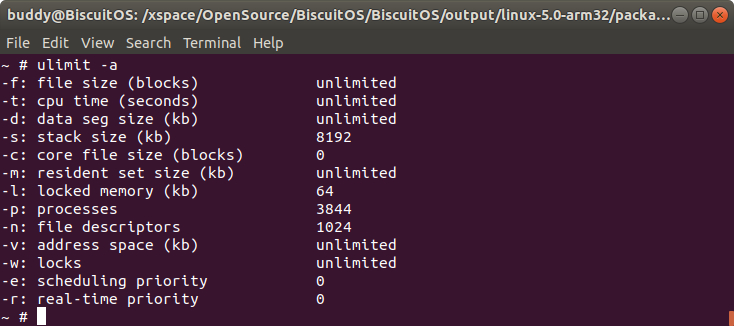 buddy@BiscuitOS: /xspace/OpenSource/BiscuitOS/BiscuitOS/output/linux-5.0-arm32/packa...
File Edit View Search Terminal Help
~ # ulimit -a
-f: file size (blocks) unlimited
-t: cpu time (seconds) unlimited
-d: data seg size (kb) unlimited
-s: stack size (kb) 8192
-c: core file size (blocks) 0
-m: resident set size (kb) unlimited
-l: locked memory (kb) 64
-p: processes 3844
-n: file descriptors 1024
-v: address space (kb) unlimited
-w: locks unlimited
-e: scheduling priority 0
-r: real-time priority 0
~ #